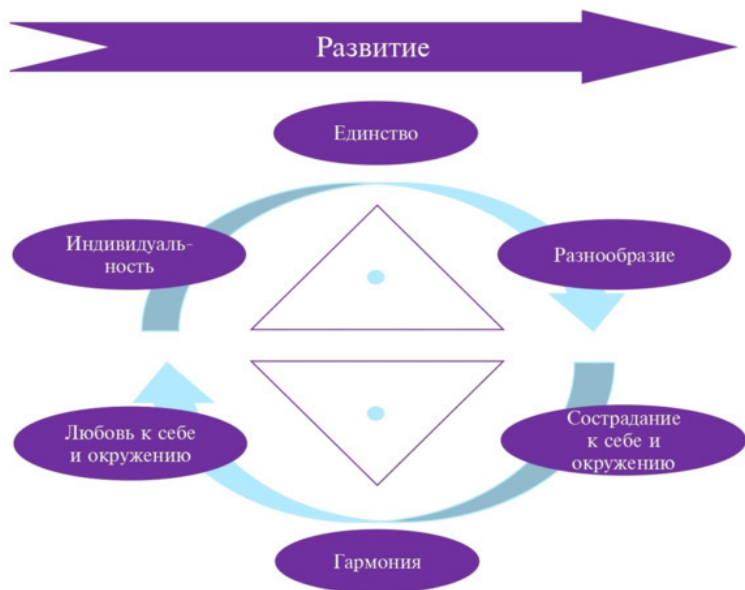 Развитие
Единство
Индивидуаль-
ность
Разнообразие
Любовь к себе
и окружению
Сострадание
к себе и
окружению
Гармония